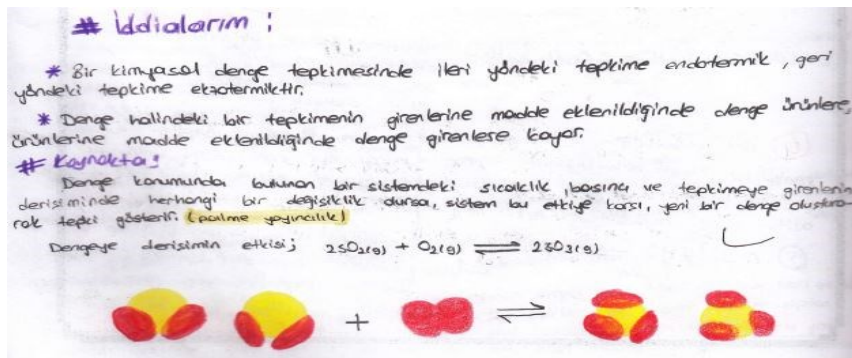 # İddialarım :
* Bir kimyasal denge tepkimesinde ileri yöndeki tepkime endotermik, geri
yöndeki tepkime ekzotermiktir.
* Denge halindeki bir tepkimenin girenlerine madde eklenildiğinde denge ürünlere,
ürünlerine madde eklenildiğinde denge girenlere kayar.
# Kaynakta:
Denge konumunda bulunan bir sistemdeki sıcaklık, basınç ve tepkimeye girenlerin
derişiminde herhangi bir değişiklik olursa, sistem bu etkiye karşı, yeni bir denge oluştura-
rak tepki gösterir. (palme yayıncılık)
Dengeye derişimin etkisi; 2SO2(g) + O2(g) ⇌ 2SO3(g)
+ ⇌